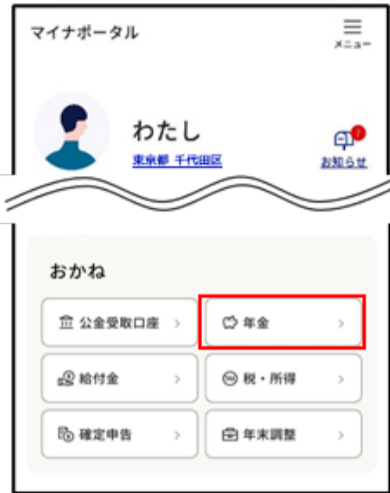 マイナポータル
メニュー
わたし
東京都 千代田区
お知らせ
おかね
公金受取口座
年金
給付金
税・所得
確定申告
年末調整